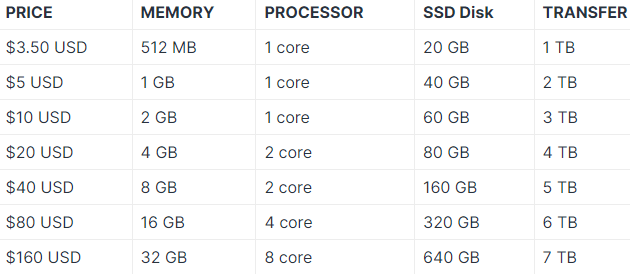 PRICE MEMORY PROCESSOR SSD Disk TRANSFER
$3.50 USD 512 MB 1 core 20 GB 1 TB
$5 USD 1 GB 1 core 40 GB 2 TB
$10 USD 2 GB 1 core 60 GB 3 TB
$20 USD 4 GB 2 core 80 GB 4 TB
$40 USD 8 GB 2 core 160 GB 5 TB
$80 USD 16 GB 4 core 320 GB 6 TB
$160 USD 32 GB 8 core 640 GB 7 TB